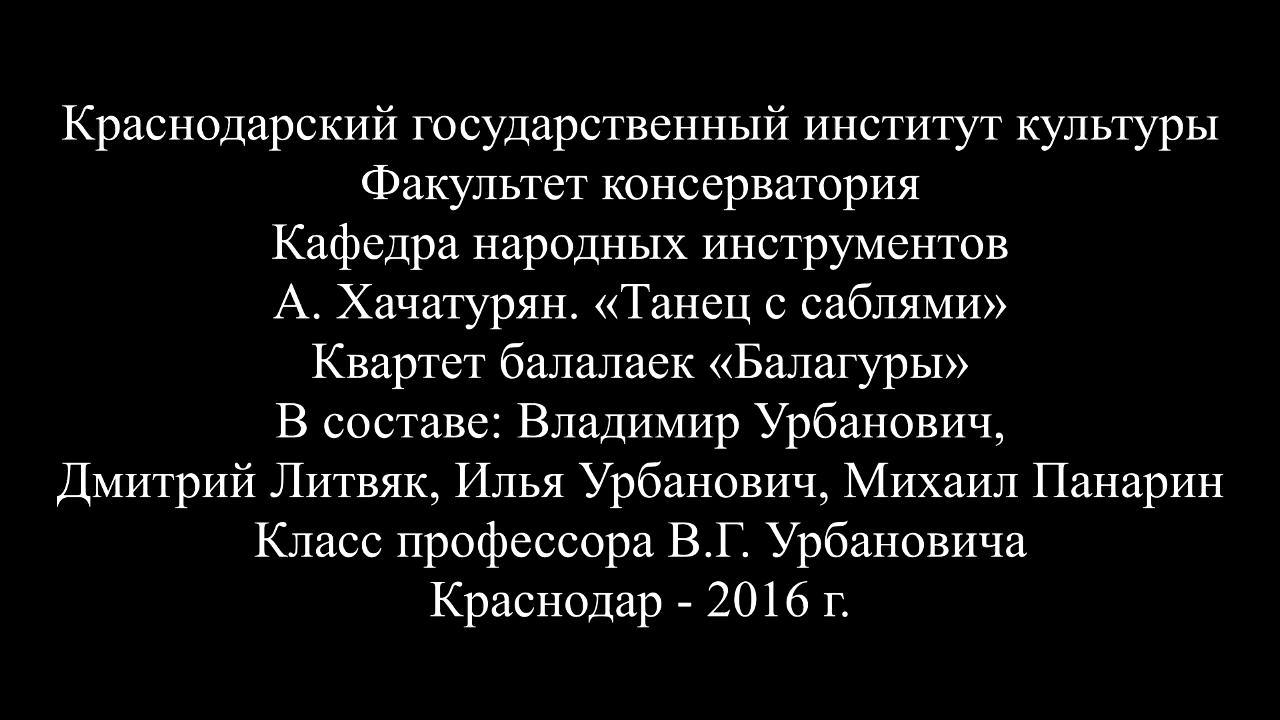 Краснодарский государственный институт культуры
Факультет консерватория
Кафедра народных инструментов
А. Хачатурян. «Танец с саблями»
Квартет балалаек «Балагуры»
В составе: Владимир Урбанович,
Дмитрий Литвяк, Илья Урбанович, Михаил Панарин
Класс профессора В.Г. Урбановича
Краснодар - 2016 г.